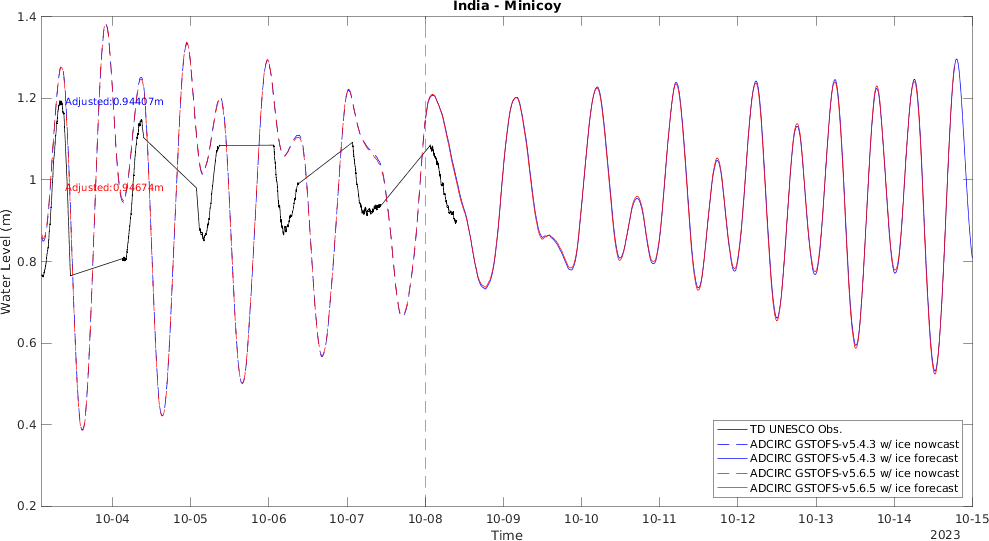 India - Minicoy
1.4
1.2
1
0.8
0.6
0.4
0.2
Water Level (m)
Adjusted:0.94407m
Adjusted:0.94674m
TD UNESCO Obs.
ADCIRC GSTOFS-v5.4.3 w/ ice nowcast
ADCIRC GSTOFS-v5.4.3 w/ ice forecast
ADCIRC GSTOFS-v5.6.5 w/ ice nowcast
ADCIRC GSTOFS-v5.6.5 w/ ice forecast
10-04 10-05 10-06 10-07 10-08 10-09 10-10 10-11 10-12 10-13 10-14 10-15
Time
2023